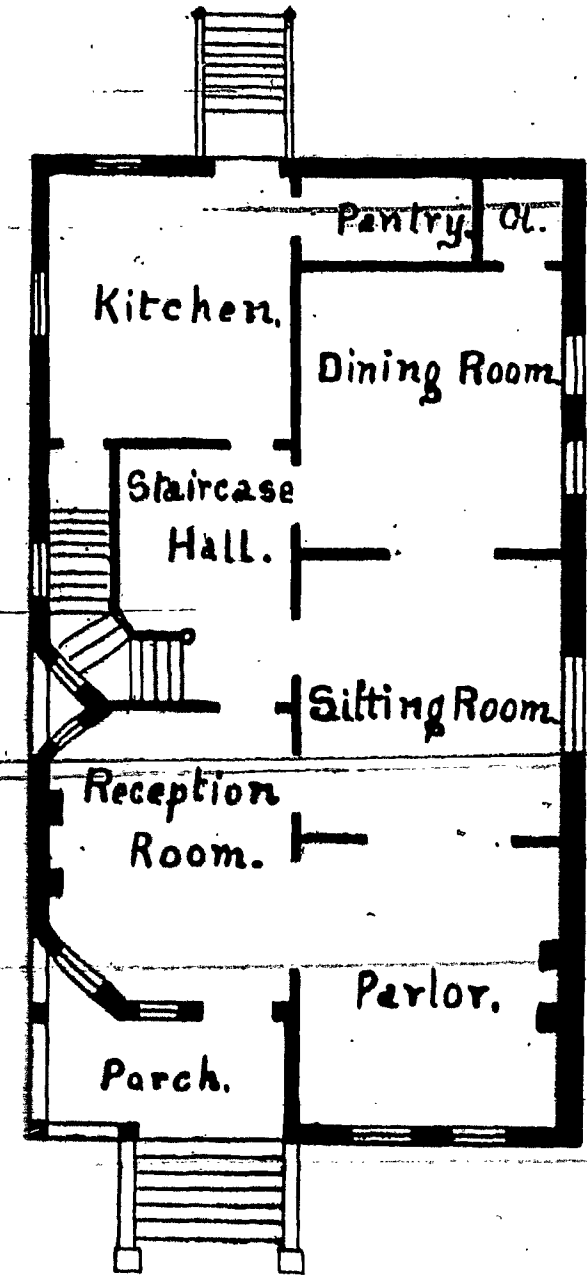 Pantry.
Cl.
Kitchen.
Dining Room.
Staircase
Hall.
Sitting Room.
Reception
Room.
Parlor.
Porch.